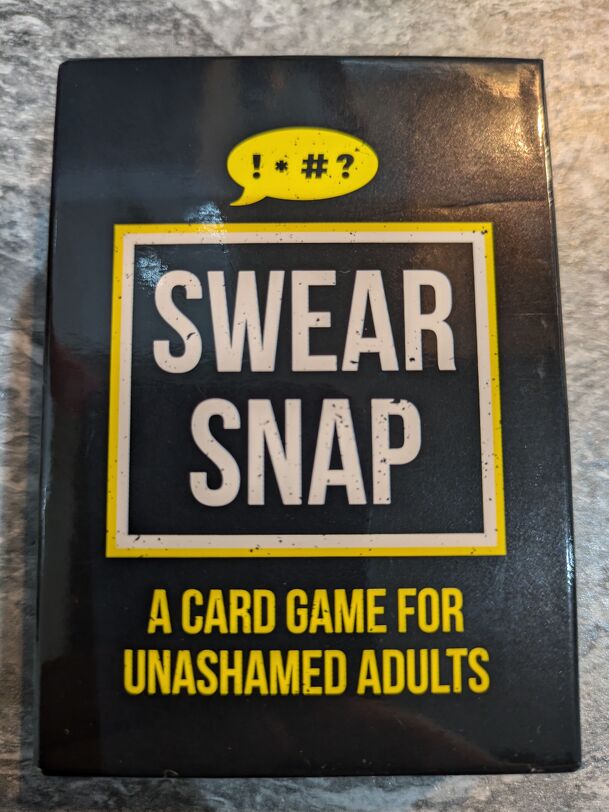 !*#?
SWEAR
SNAP
A CARD GAME FOR
UNASHAMED ADULTS